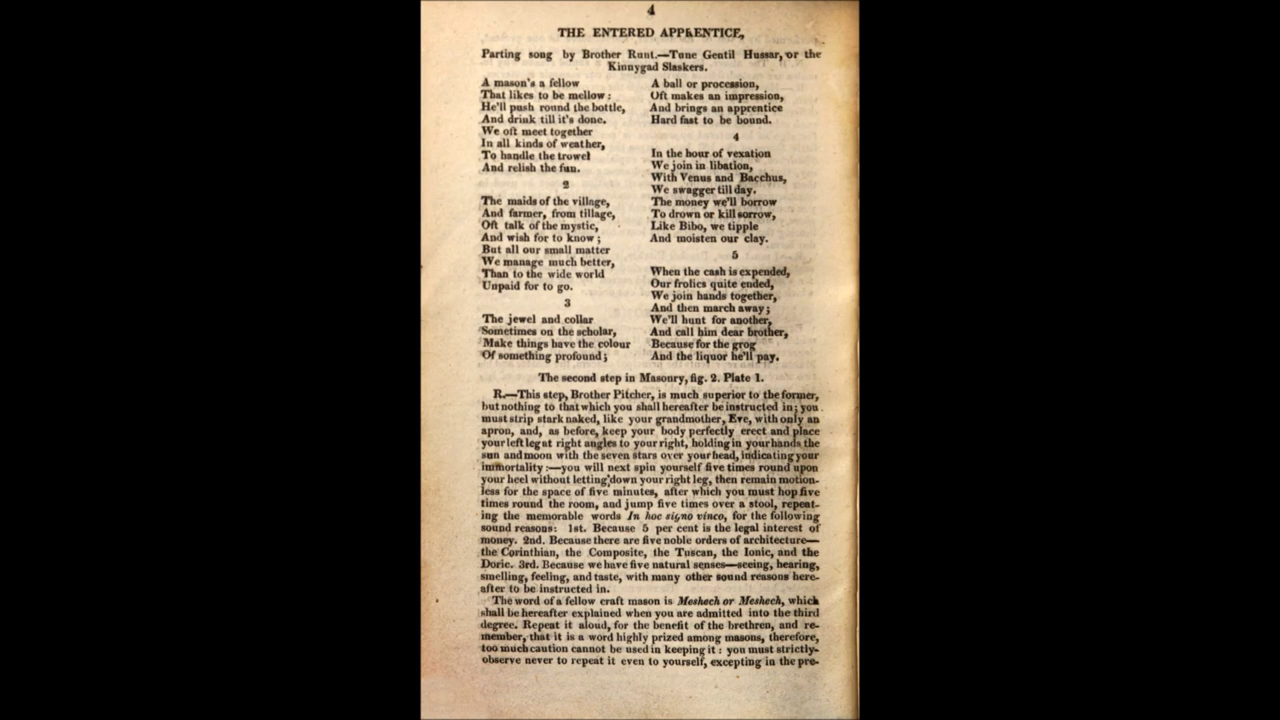 4
THE ENTERED APPRENTICE,
Parting song by Brother Runt.—Tune Gentil Hussar, or the
Kinnygad Slaskers.
A mason's a fellow
That likes to be mellow:
He'll push round the bottle,
And drink till it's done.
We oft meet together
In all kinds of weather,
To handle the trowel
And relish the fun.
2
The maids of the village,
And farmer, from tillage,
Oft talk of the mystic,
And wish for to know;
But all our small matter
We manage much better,
Than to the wide world
Unpaid for to go.
3
The jewel and collar
Sometimes on the scholar,
Make things have the colour
Of something profound;
A ball or procession,
Oft makes an impression,
And brings an apprentice
Hard fast to be bound.
4
In the hour of vexation
We join in libation,
With Venus and Bacchus,
We swagger till day.
The money we'll borrow
To drown or kill sorrow,
Like Bibo, we tipple
And moisten our clay.
5
When the cash is expended,
Our frolics quite ended,
We join hands together,
And then march away;
We'll hunt for another,
And call him dear brother,
Because for the grog
And the liquor he'll pay.
The second step in Masonry, fig. 2. Plate 1.
R.—This step, Brother Pitcher, is much superior to the former,
but nothing to that which you shall hereafter be instructed in; you
must strip stark naked, like your grandmother, Eve, with only an
apron, and, as before, keep your body perfectly erect and place
your left leg at right angles to your right, holding in your hands the
sun and moon with the seven stars over your head, indicating your
immortality:—you will next spin yourself five times round upon
your heel without letting down your right leg, then remain motion-
less for the space of five minutes, after which you must hop five
times round the room, and jump five times over a stool, repeat-
ing the memorable words In hoc signo vinco, for the following
sound reasons: 1st. Because 5 per cent is the legal interest of
money. 2nd. Because there are five noble orders of architecture—
the Corinthian, the Composite, the Tuscan, the Ionic, and the
Doric. 3rd. Because we have five natural senses—seeing, hearing,
smelling, feeling, and taste, with many other sound reasons here-
after to be instructed in.
The word of a fellow craft mason is Meshech or Meshech, which
shall be hereafter explained when you are admitted into the third
degree. Repeat it aloud, for the benefit of the brethren, and re-
member, that it is a word highly prized among masons, therefore,
too much caution cannot be used in keeping it: you must strictly
observe never to repeat it even to yourself, excepting in the pre-